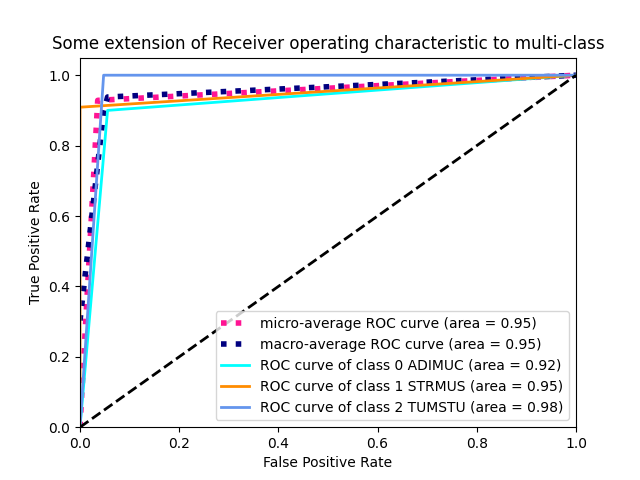 Some extension of Receiver operating characteristic to multi-class
1.0
0.8
0.6
0.4
0.2
0.0
True Positive Rate
micro-average ROC curve (area = 0.95)
macro-average ROC curve (area = 0.95)
ROC curve of class 0 ADIMUC (area = 0.92)
ROC curve of class 1 STRMUS (area = 0.95)
ROC curve of class 2 TUMSTU (area = 0.98)
0.0 0.2 0.4 0.6 0.8 1.0
False Positive Rate